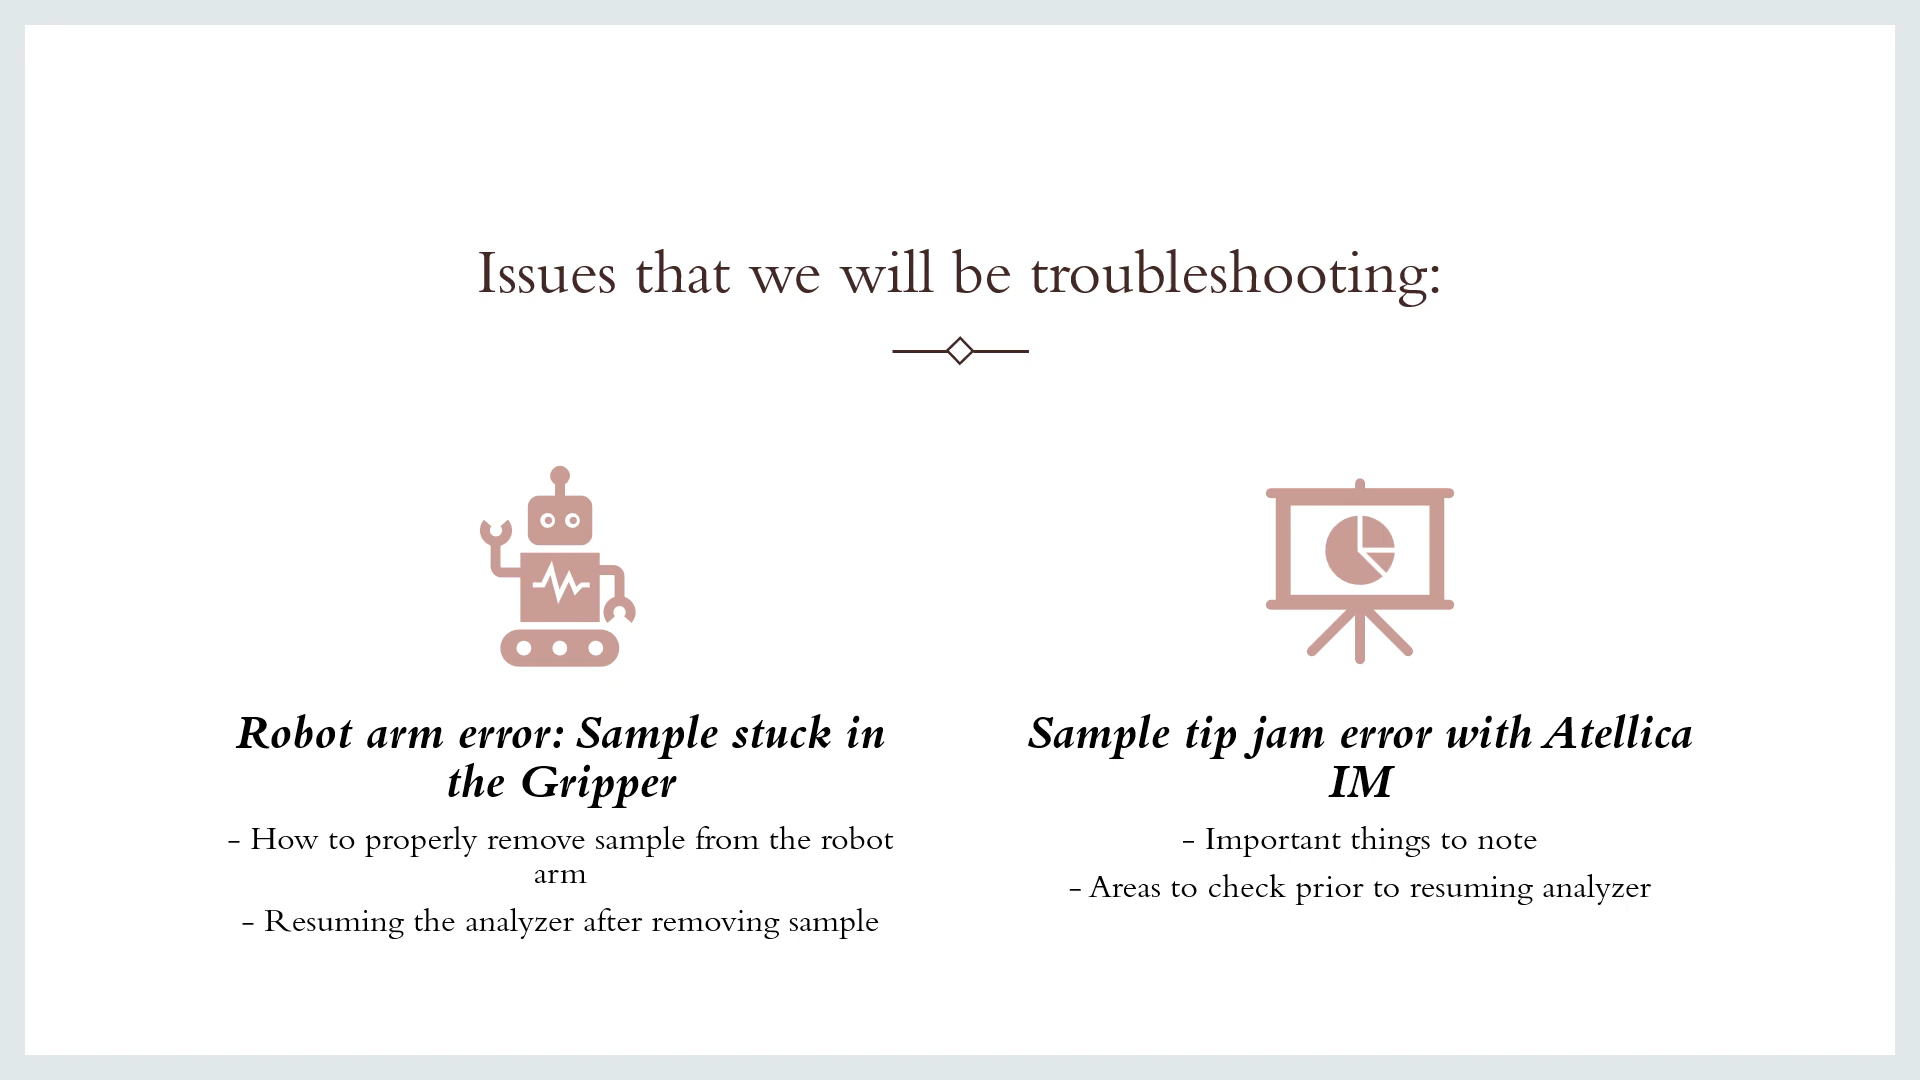 Issues that we will be troubleshooting:
Robot arm error: Sample stuck in
the Gripper
- How to properly remove sample from the robot
arm
- Resuming the analyzer after removing sample
Sample tip jam error with Atellica
IM
- Important things to note
- Areas to check prior to resuming analyzer